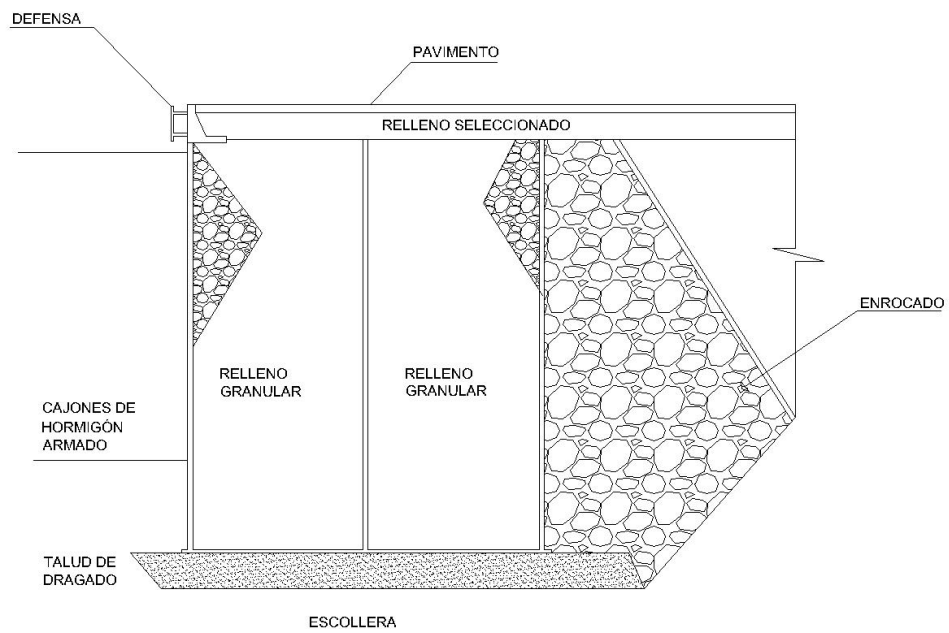 DEFENSA
PAVIMENTO
RELLENO SELECCIONADO
ENROCADO
RELLENO
GRANULAR
RELLENO
GRANULAR
CAJONES DE
HORMIGÓN
ARMADO
TALUD DE
DRAGADO
ESCOLLERA